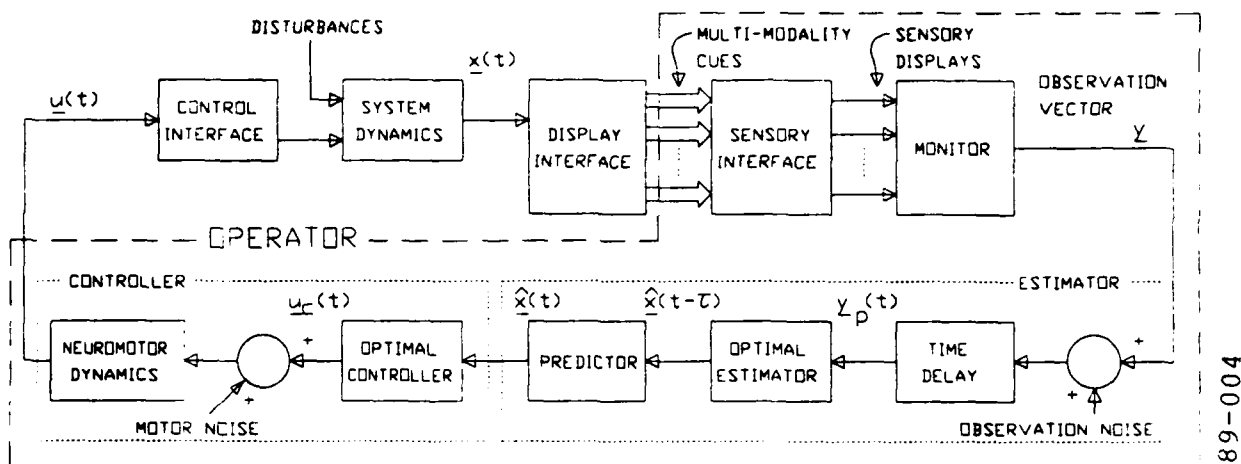 DISTURBANCES
MULTI-MODALITY
CUES
SENSORY
DISPLAYS
u(t)
x(t)
OBSERVATION
VECTOR
y
CONTROL
INTERFACE
SYSTEM
DYNAMICS
DISPLAY
INTERFACE
SENSORY
INTERFACE
MONITOR
OPERATOR
CONTROLLER
ESTIMATOR
u_c(t)
x̂(t)
x̂(t-τ)
y_p(t)
NEUROMOTOR
DYNAMICS
+
+
OPTIMAL
CONTROLLER
PREDICTOR
OPTIMAL
ESTIMATOR
TIME
DELAY
+
+
MOTOR NOISE
OBSERVATION NOISE
89-004